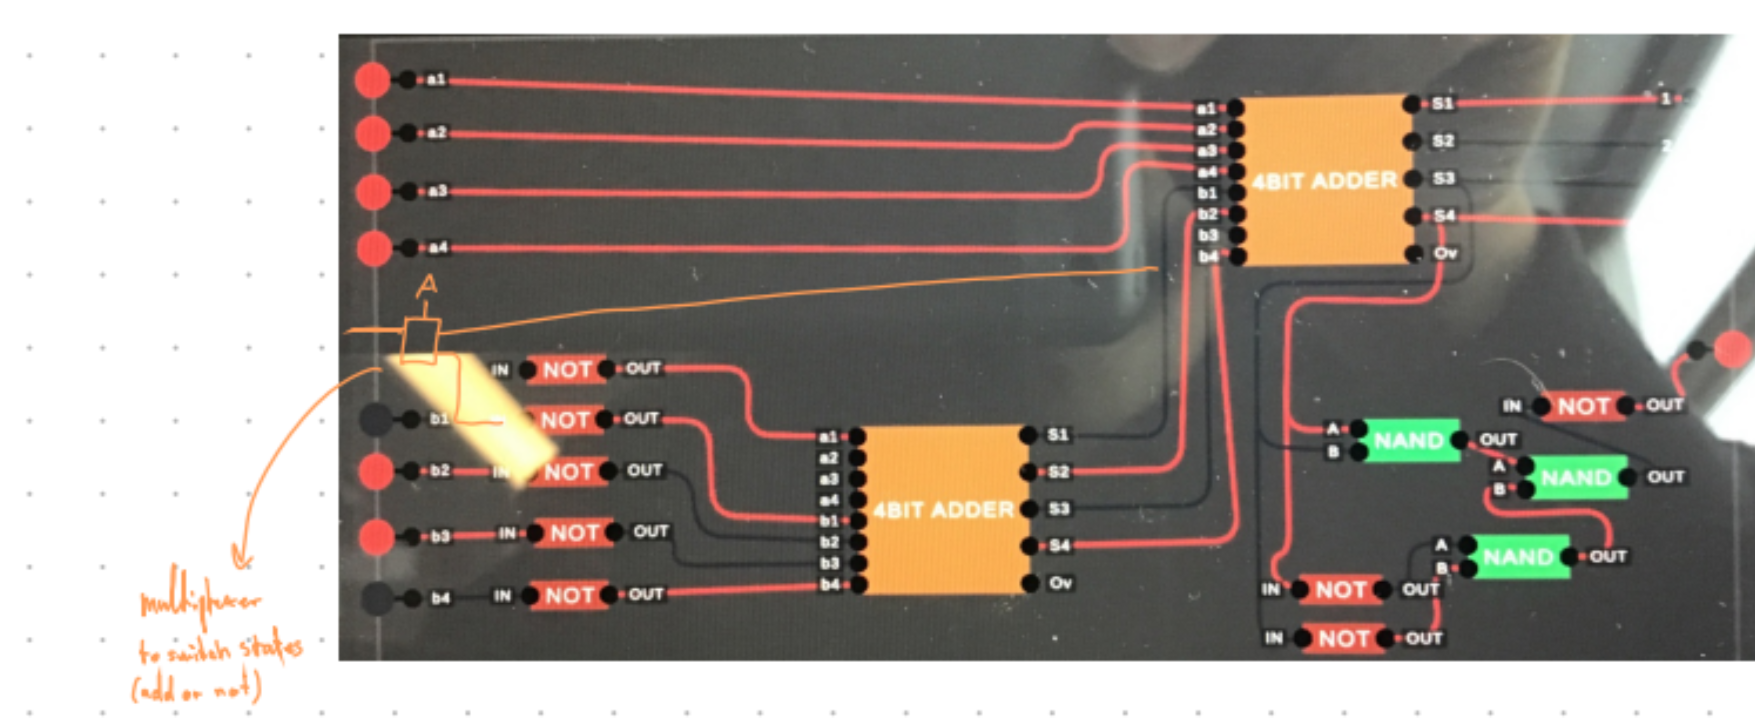 a1
a2
a3
a4
a1
a2
a3
a4
b1
b2
b3
b4
4BIT ADDER
S1
S2
S3
S4
Ov
1
2
A
IN NOT OUT
b1 NOT OUT
b2 IN NOT OUT
b3 IN NOT OUT
b4 IN NOT OUT
a1
a2
a3
a4
b1
b2
b3
b4
4BIT ADDER
S1
S2
S3
S4
Ov
IN NOT OUT
A
B
NAND OUT
A
B
NAND OUT
A
B
NAND OUT
IN NOT OUT
IN NOT OUT
multiplexer
to switch states
(add or not)